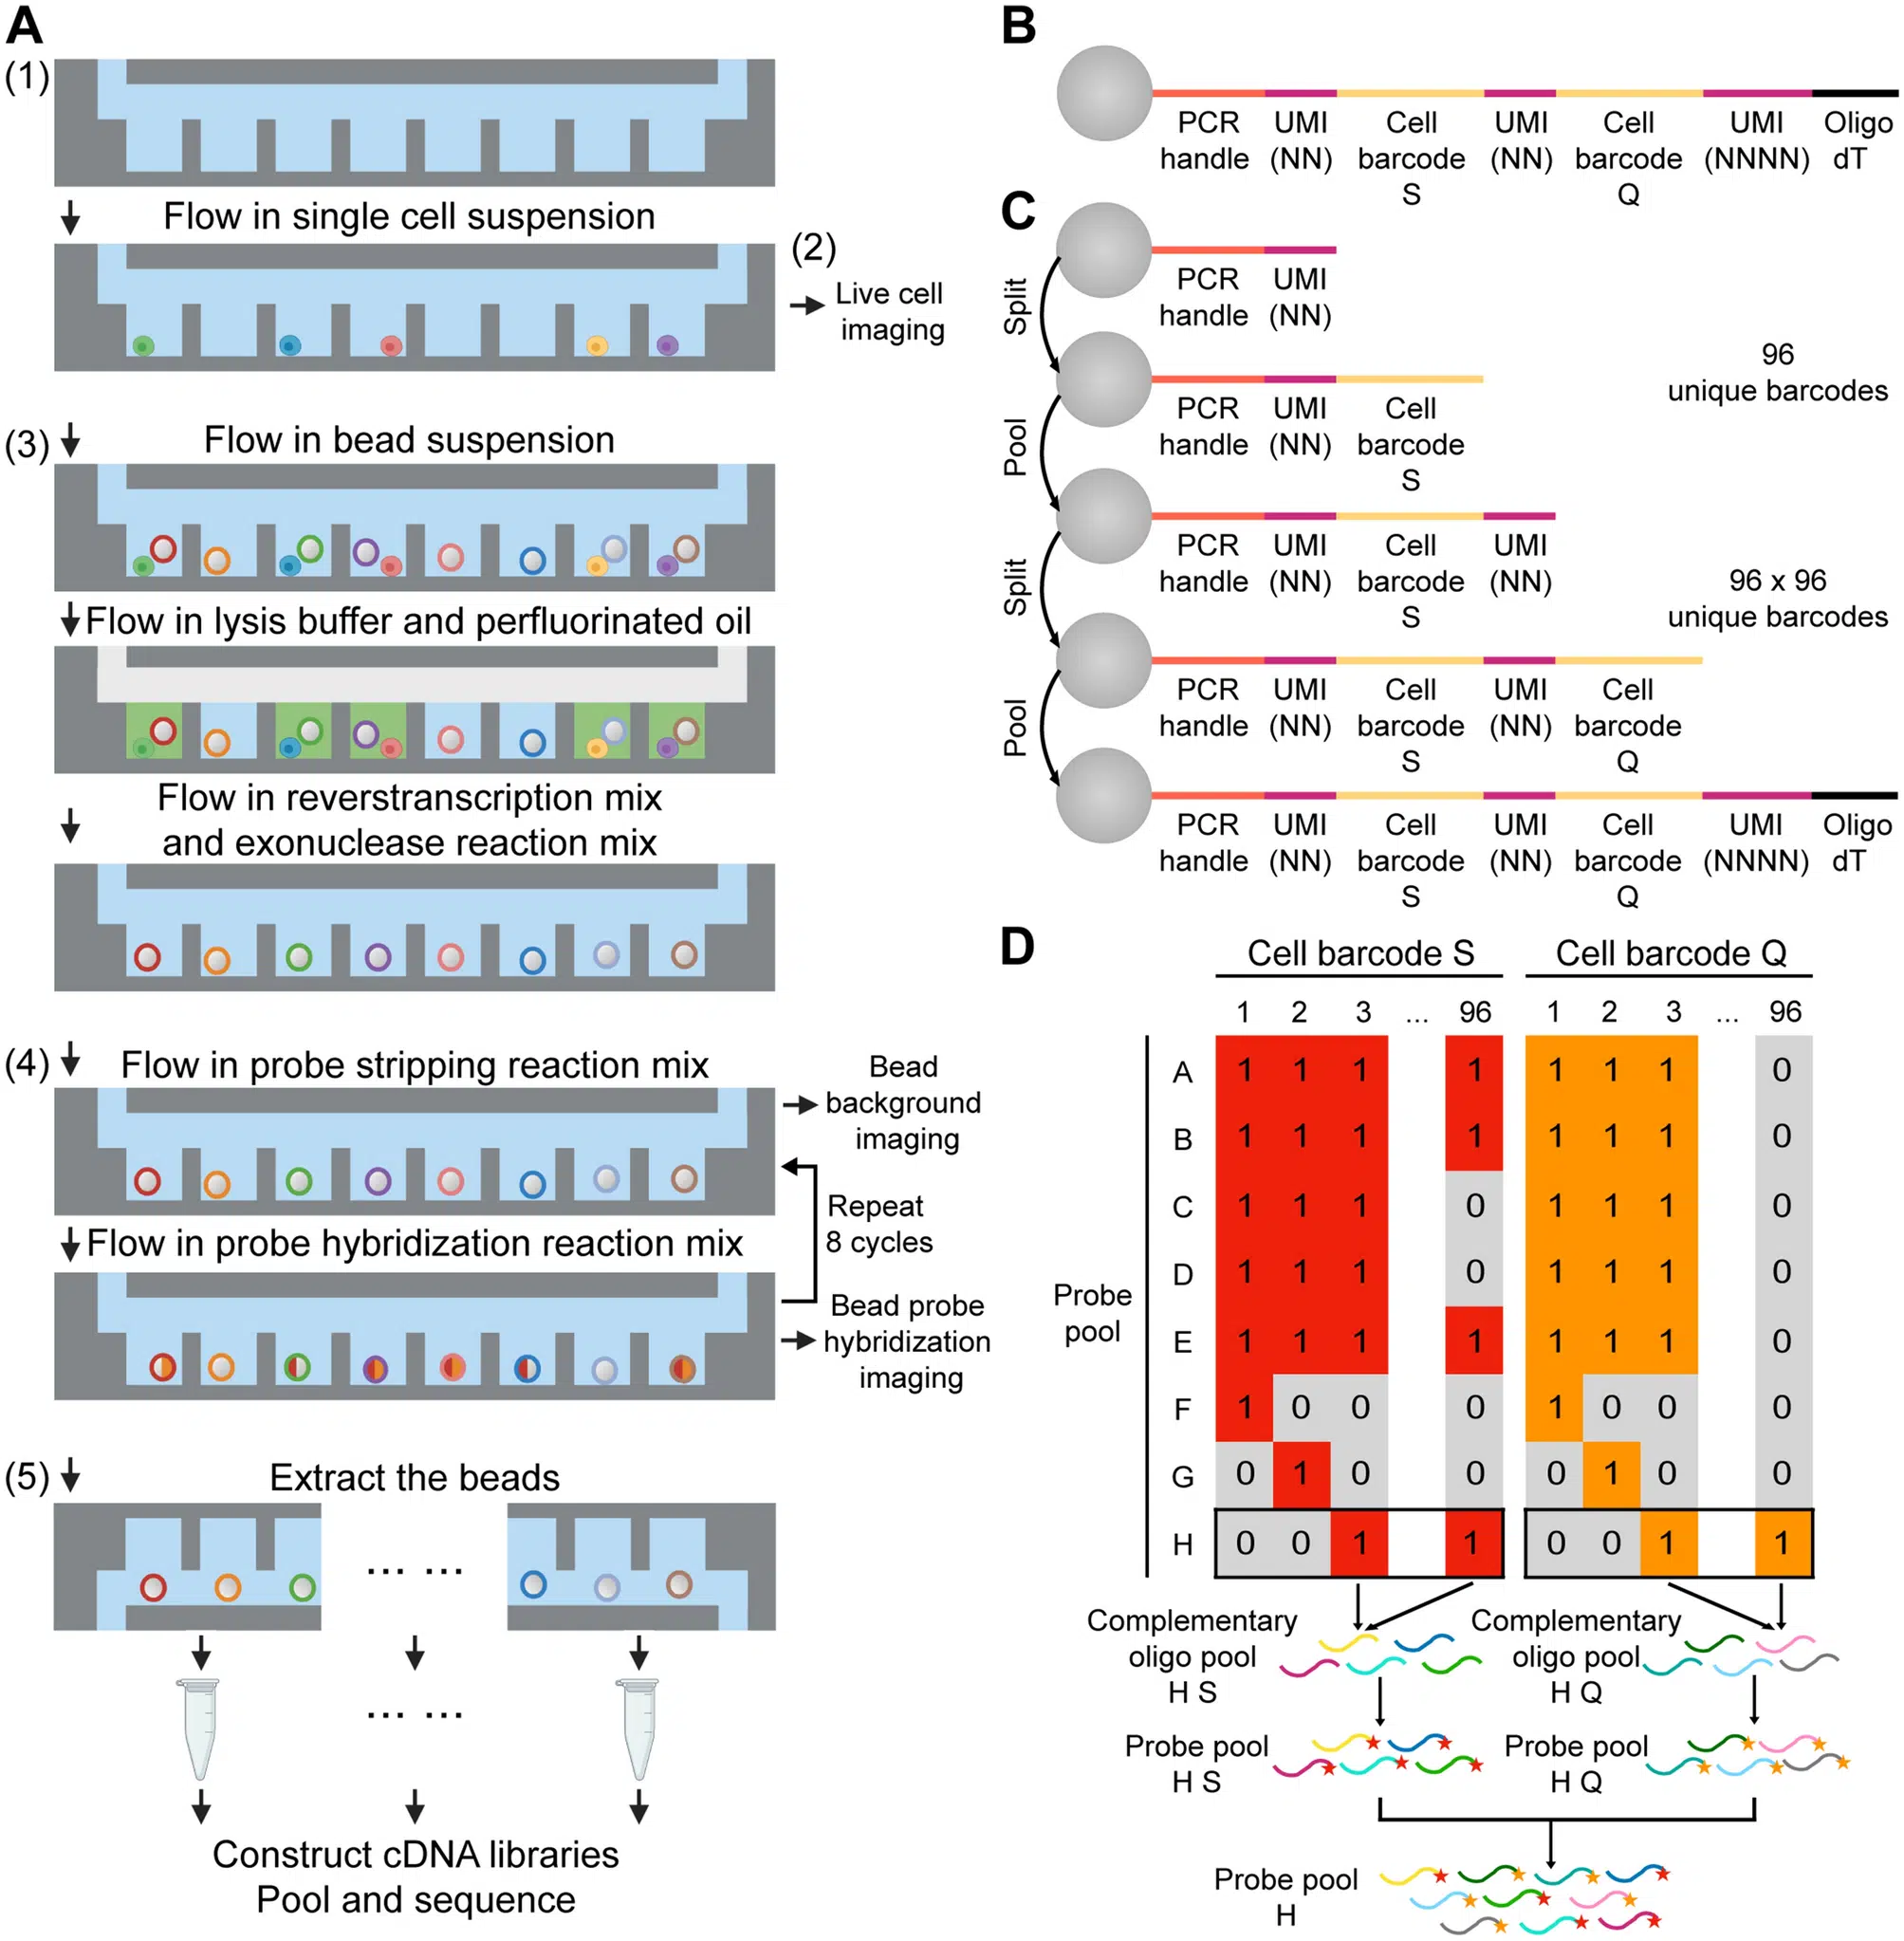 A
(1)
Flow in single cell suspension
(2)
Live cell
imaging
(3)
Flow in bead suspension
Flow in lysis buffer and perfluorinated oil
Flow in reverstranscription mix
and exonuclease reaction mix
(4)
Flow in probe stripping reaction mix
Bead
background
imaging
Repeat
8 cycles
Flow in probe hybridization reaction mix
Bead probe
hybridization
imaging
(5)
Extract the beads
... ...
... ...
Construct cDNA libraries
Pool and sequence
B
PCR UMI Cell UMI Cell UMI Oligo
handle (NN) barcode (NN) barcode (NNNN) dT
S Q
C
Split
PCR UMI
handle (NN)
96
unique barcodes
Pool
PCR UMI Cell
handle (NN) barcode
S
Split
PCR UMI Cell UMI
handle (NN) barcode (NN)
S
96 x 96
unique barcodes
Pool
PCR UMI Cell UMI Cell
handle (NN) barcode (NN) barcode
S Q
PCR UMI Cell UMI Cell UMI Oligo
handle (NN) barcode (NN) barcode (NNNN) dT
S Q
D
Cell barcode S Cell barcode Q
1 2 3 ... 96 1 2 3 ... 96
Probe
pool
A 1 1 1 1 1 1 1 0
B 1 1 1 1 1 1 1 0
C 1 1 1 0 1 1 1 0
D 1 1 1 0 1 1 1 0
E 1 1 1 1 1 1 1 0
F 1 0 0 0 1 0 0 0
G 0 1 0 0 0 1 0 0
H 0 0 1 1 0 0 1 1
Complementary
oligo pool
H S
Complementary
oligo pool
H Q
Probe pool
H S
Probe pool
H Q
Probe pool
H